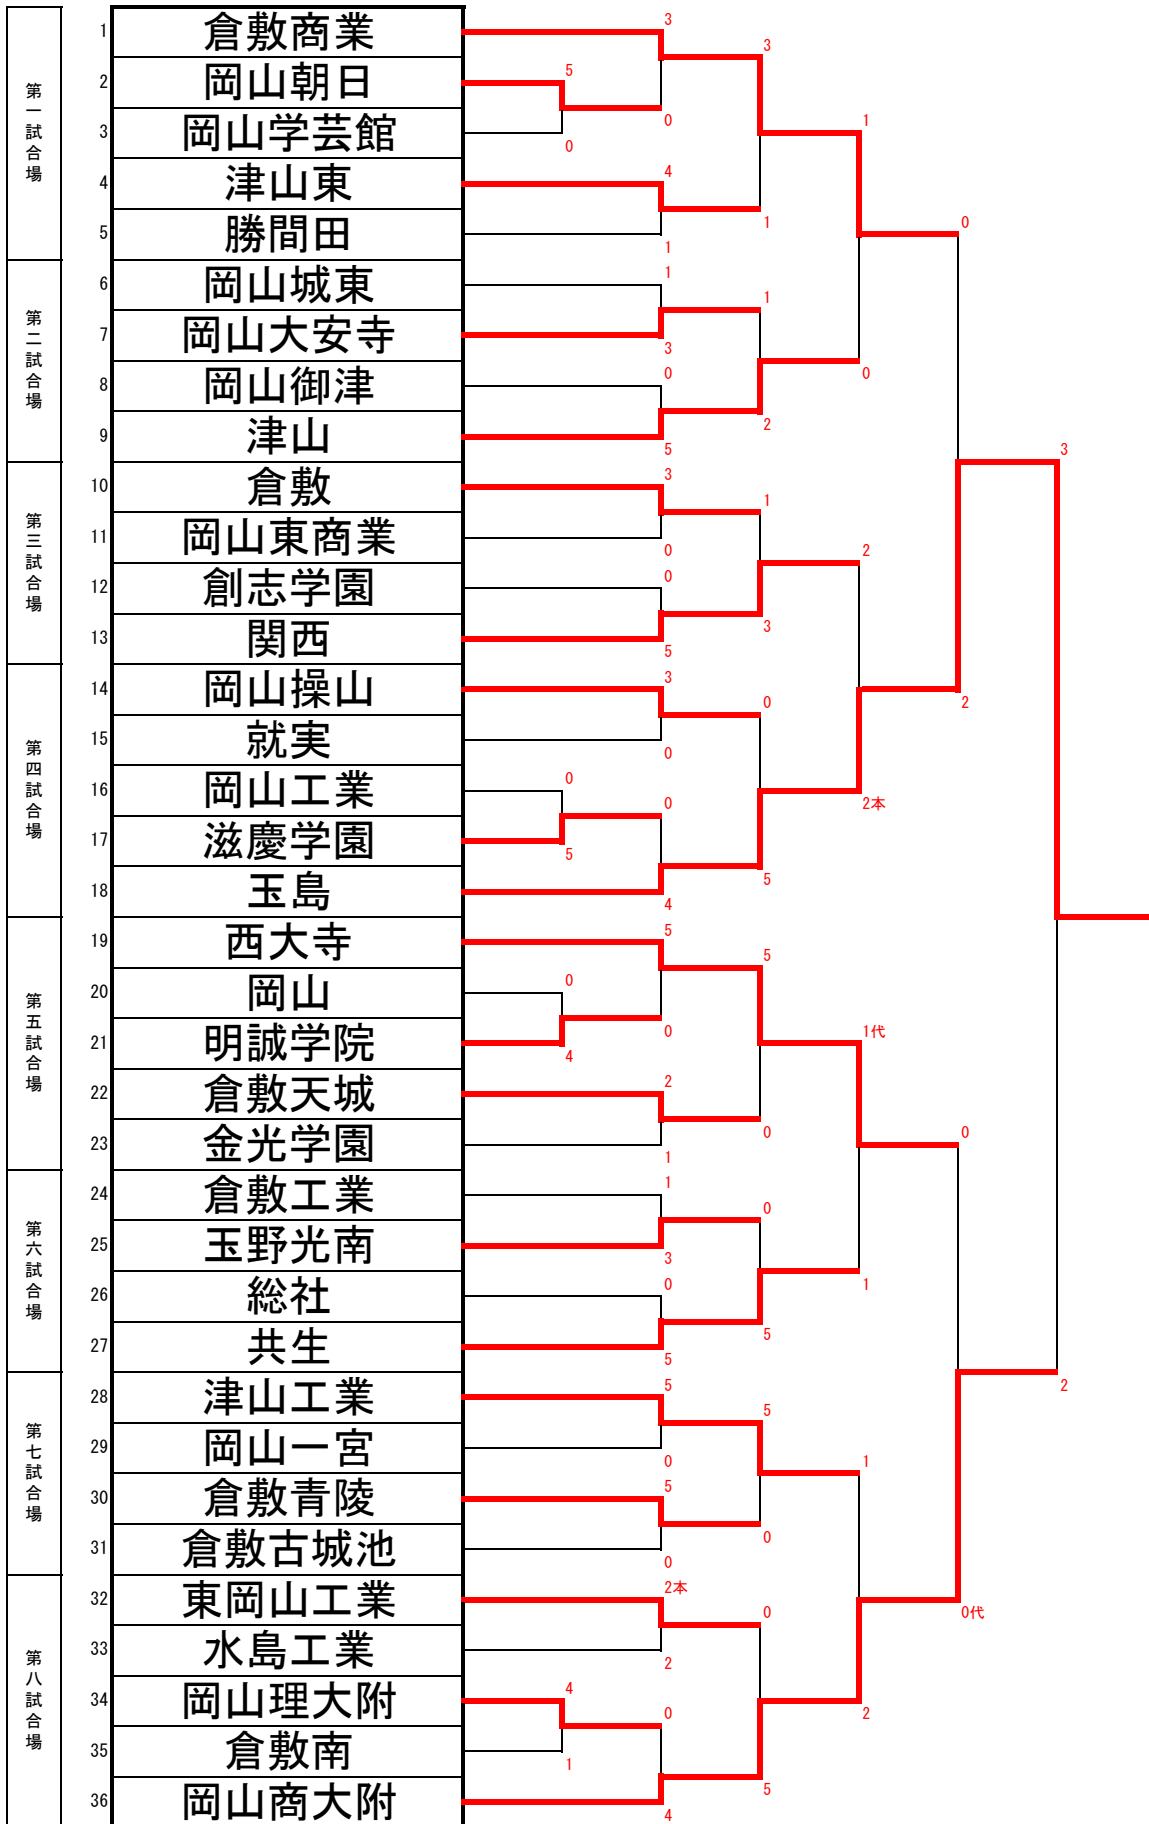 第一試合場
1 倉敷商業
2 岡山朝日
3 岡山学芸館
4 津山東
5 勝間田
第二試合場
6 岡山城東
7 岡山大安寺
8 岡山御津
9 津山
第三試合場
10 倉敷
11 岡山東商業
12 創志学園
13 関西
第四試合場
14 岡山操山
15 就実
16 岡山工業
17 滋慶学園
18 玉島
第五試合場
19 西大寺
20 岡山
21 明誠学院
22 倉敷天城
23 金光学園
第六試合場
24 倉敷工業
25 玉野光南
26 総社
27 共生
第七試合場
28 津山工業
29 岡山一宮
30 倉敷青陵
31 倉敷古城池
第八試合場
32 東岡山工業
33 水島工業
34 岡山理大附
35 倉敷南
36 岡山商大附
5
0
0
5
0
4
4
1
3
0
4
1
1
3
0
5
3
0
0
5
3
0
0
4
5
0
2
1
1
3
0
5
5
0
5
0
2本
2
0
4
3
1
1
2
1
3
0
5
5
0
0
5
5
0
0
5
1
0
2
2本
1代
1
1
2
0
2
0
0代
3
2